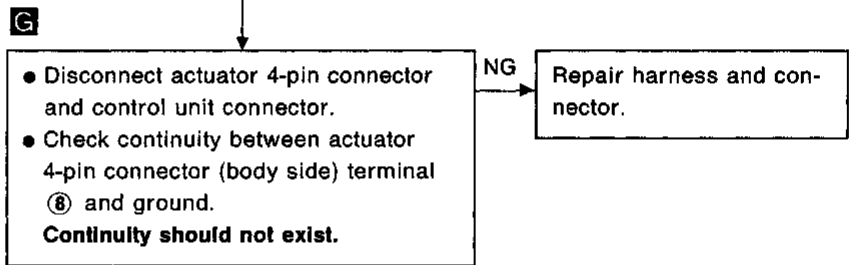 G
● Disconnect actuator 4-pin connector
and control unit connector.
● Check continuity between actuator
4-pin connector (body side) terminal
⑧ and ground.
Continuity should not exist.
NG
Repair harness and con-
nector.